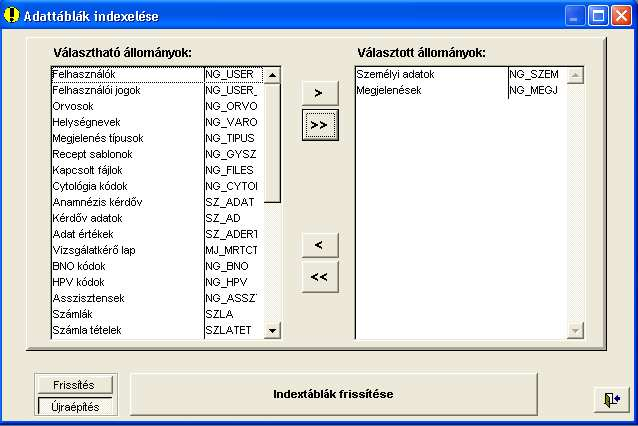 Adattáblák indexelése
Választható állományok:
Választott állományok:
Felhasználók NG_USER
Felhasználói jogok NG_USER_
Orvosok NG_ORVO
Helységnevek NG_VARO
Megjelenés típusok NG_TIPUS
Recept sablonok NG_GYSZ
Kapcsolt fájlok NG_FILES
Cytológia kódok NG_CYTO
Anamnézis kérdőv SZ_ADAT
Kérdőv adatok SZ_AD
Adat értékek SZ_ADERT
Vizsgálatkérő lap MJ_MRTCT
BNO kódok NG_BNO
HPV kódok NG_HPV
Asszisztensek NG_ASSZ
Számlák SZLA
Számla tételek SZLATET
>
>>
<
<<
Személyi adatok NG_SZEM
Megjelenések NG_MEGJ
Frissítés
Újraépítés
Indextáblák frissítése